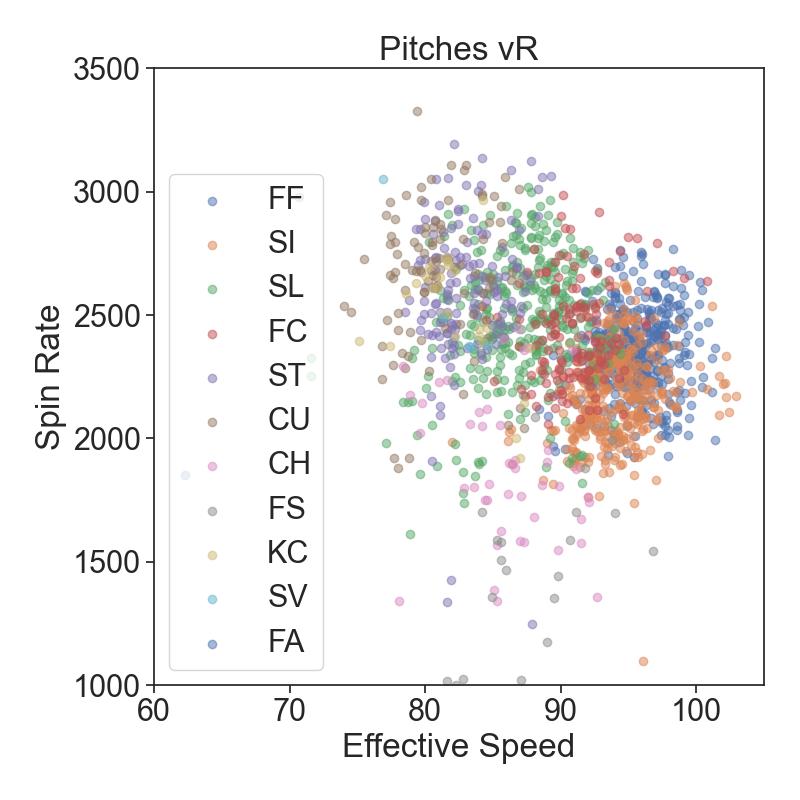 Pitches vR
3500
3000
2500
2000
1500
1000
Spin Rate
FF
SI
SL
FC
ST
CU
CH
FS
KC
SV
FA
60 70 80 90 100
Effective Speed